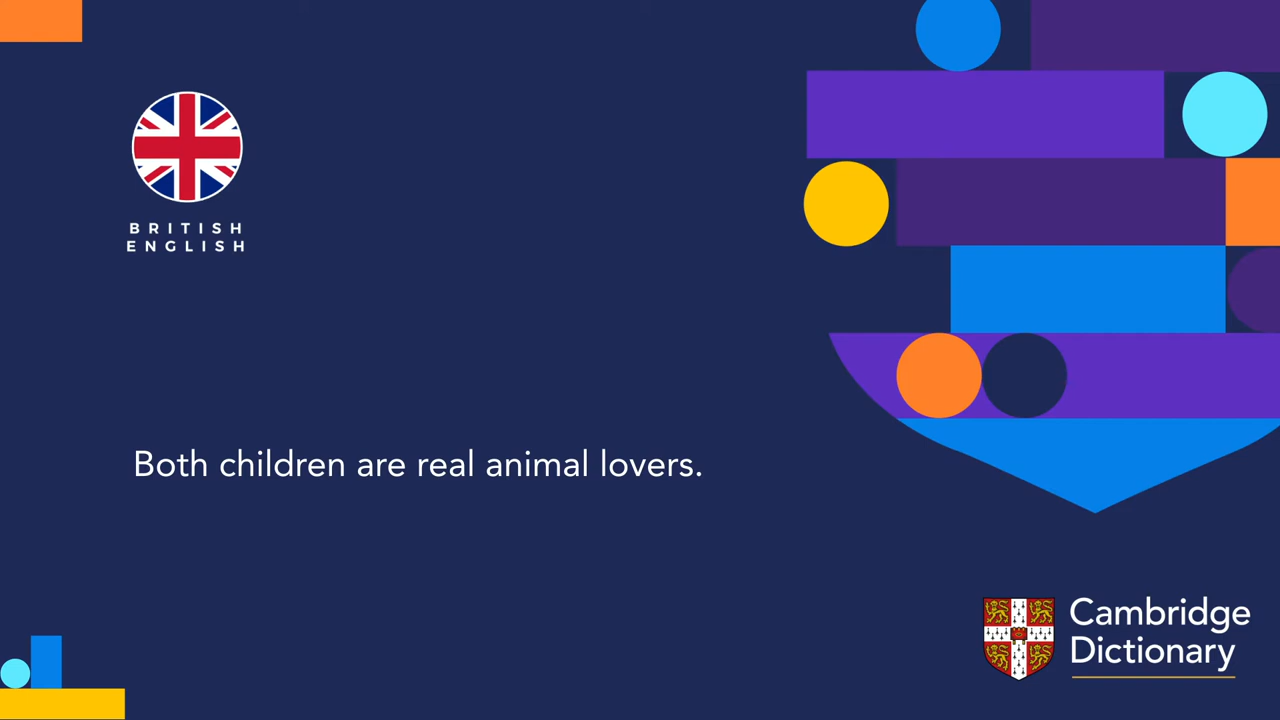 BRITISH
ENGLISH
Both children are real animal lovers.
Cambridge
Dictionary